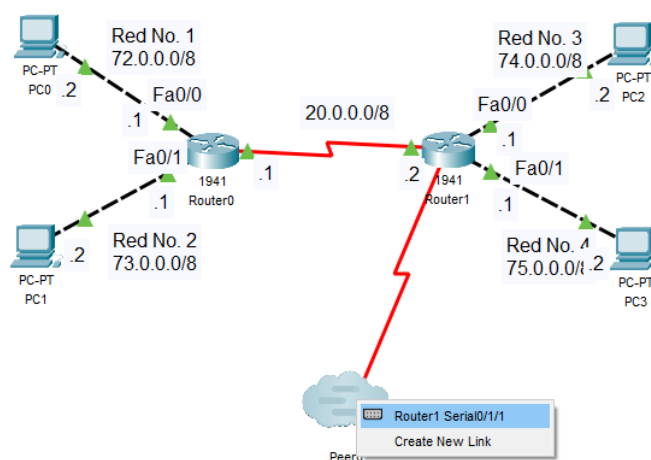 Red No. 1
72.0.0.0/8
PC-PT
PC0
.2
Fa0/0
.1
Fa0/1
.1
1941
Router0
.1
20.0.0.0/8
.2
1941
Router1
Red No. 3
74.0.0.0/8
PC-PT
PC2
.2
Fa0/0
.1
Fa0/1
.1
.2
PC-PT
PC1
Red No. 2
73.0.0.0/8
Red No. 4
75.0.0.0/
.2
PC-PT
PC3
Router1 Serial0/1/1
Create New Link